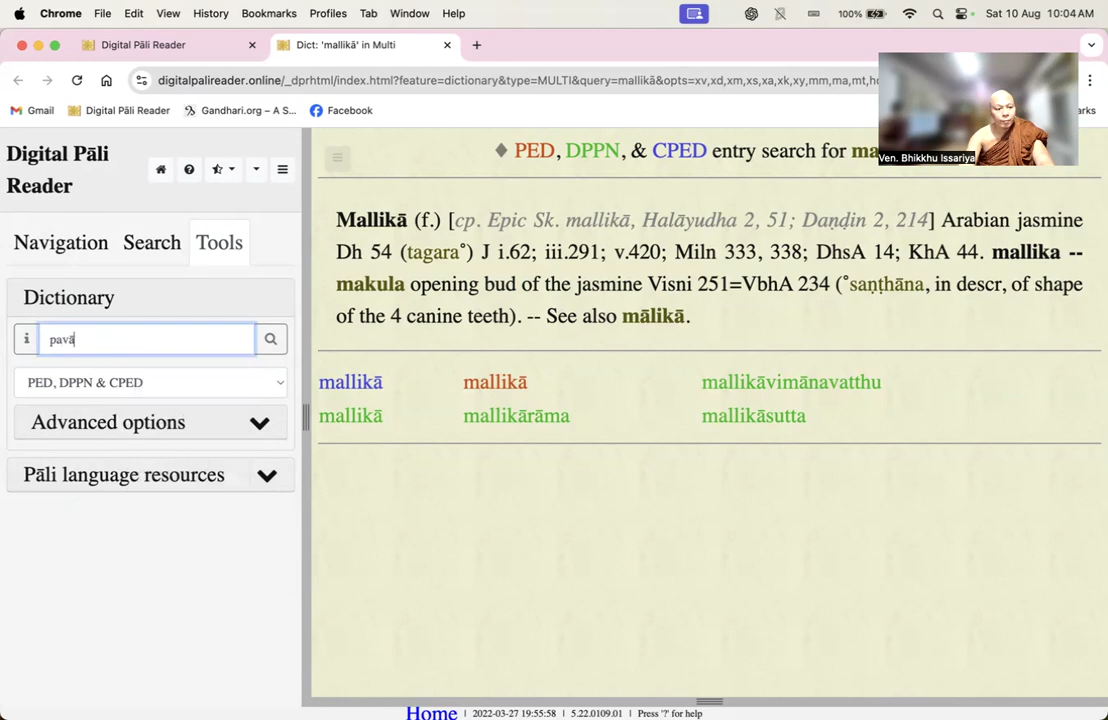 Chrome File Edit View History Bookmarks Profiles Tab Window Help 100% Sat 10 Aug 10:04 AM
Digital Pāli Reader
Dict: 'mallikā' in Multi
digitalpalireader.online/_dprhtml/index.html?feature=dictionary&type=MULTI&query=mallikā&opts=xv,xd,xm,xs,xa,xk,xy,mm,ma,mt,
Gmail Digital Pāli Reader Gandhari.org – A S... Facebook
Ven. Bhikkhu Issariya
Digital Pāli
Reader
Navigation Search Tools
Dictionary
i pavā
PED, DPPN & CPED
Advanced options
Pāli language resources
♦ PED, DPPN, & CPED entry search for
Mallikā (f.) [cp. Epic Sk. mallikā, Halāyudha 2, 51; Daṇḍin 2, 214] Arabian jasmine
Dh 54 (tagara˚) J i.62; iii.291; v.420; Miln 333, 338; DhsA 14; KhA 44. mallika --
makula opening bud of the jasmine Visni 251=VbhA 234 (˚saṇṭhāna, in descr, of shape
of the 4 canine teeth). -- See also mālikā.
mallikā mallikā mallikāvimānavatthu
mallikā mallikārāma mallikāsutta
Home | 2022-03-27 19:55:58 | 5.22.0109.01 | Press '?' for help